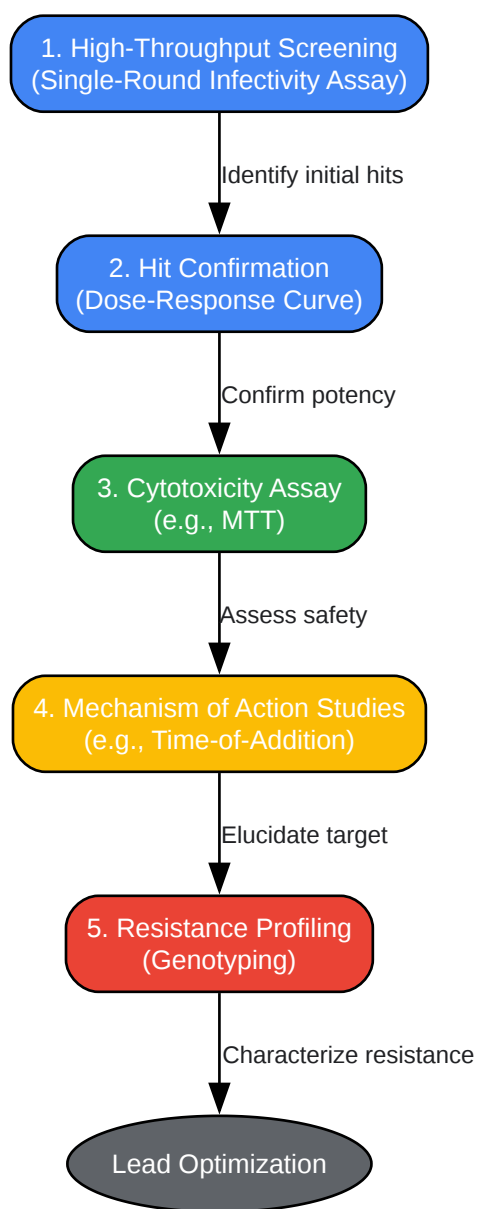 1. High-Throughput Screening
(Single-Round Infectivity Assay)
Identify initial hits
2. Hit Confirmation
(Dose-Response Curve)
Confirm potency
3. Cytotoxicity Assay
(e.g., MTT)
Assess safety
4. Mechanism of Action Studies
(e.g., Time-of-Addition)
Elucidate target
5. Resistance Profiling
(Genotyping)
Characterize resistance
Lead Optimization